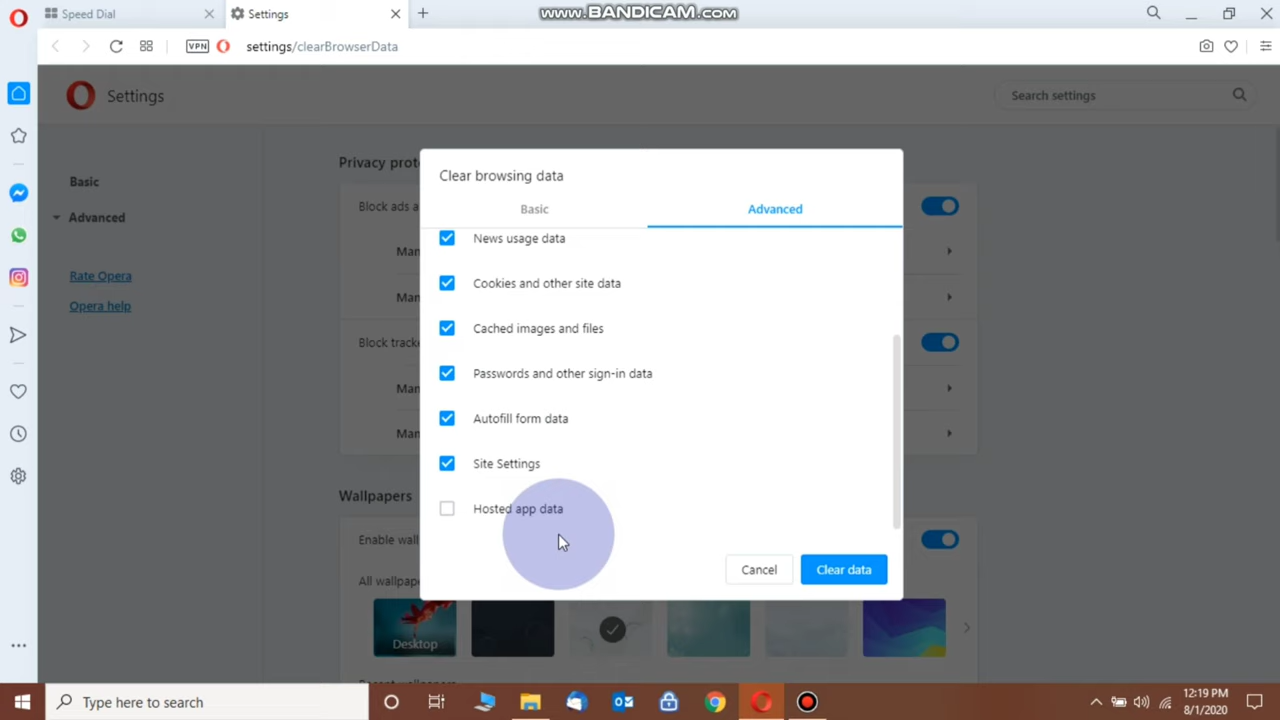 Speed Dial
Settings
www.BANDICAM.com
VPN
settings/clearBrowserData
Settings
Search settings
Basic
Advanced
Rate Opera
Opera help
Privacy prot
Block ads a
Man
Man
Block tracke
Man
Man
Clear browsing data
Basic
Advanced
News usage data
Cookies and other site data
Cached images and files
Passwords and other sign-in data
Autofill form data
Site Settings
Hosted app data
Cancel
Clear data
Wallpapers
Enable wall
All wallpape
Desktop
Type here to search
12:19 PM
8/1/2020